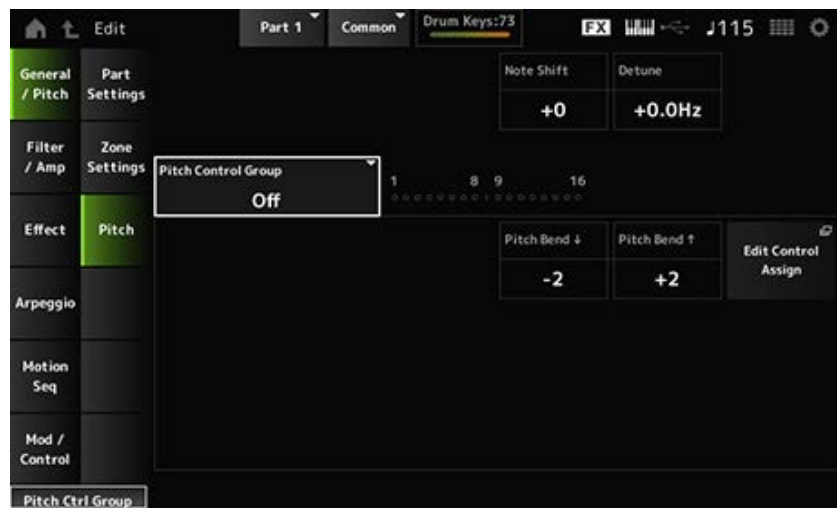 Edit
Part 1
Common
Drum Keys:73
FX
♩115
General
/ Pitch
Part
Settings
Note Shift
Detune
+0
+0.0Hz
Filter
/ Amp
Zone
Settings
Pitch Control Group
Off
1 8 9 16
Effect
Pitch
Pitch Bend ↓
Pitch Bend ↑
-2
+2
Edit Control
Assign
Arpeggio
Motion
Seq
Mod /
Control
Pitch Ctrl Group